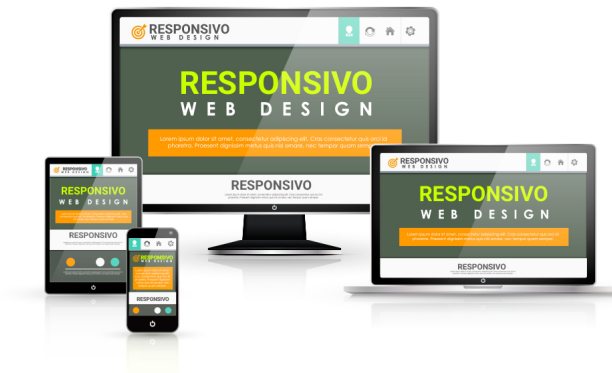 RESPONSIVO
WEB DESIGN
RESPONSIVO
WEB DESIGN
Lorem ipsum dolor sit amet, consectetur adipiscing elit. Cras consectetur quis orci id
pharetra. Praesent dignissim metus quis nisl ornare, nec tempor quam
RESPONSIVO
RESPONSIVO
WEB DESIGN
RESPONSIVO
WEB DESIGN
RESPONSIVO
RESPONSIVO
WEB DESIGN
RESPONSIVO
WEB DESIGN
RESPONSIVO
RESPONSIVO
WEB DESIGN
RESPONSIVO